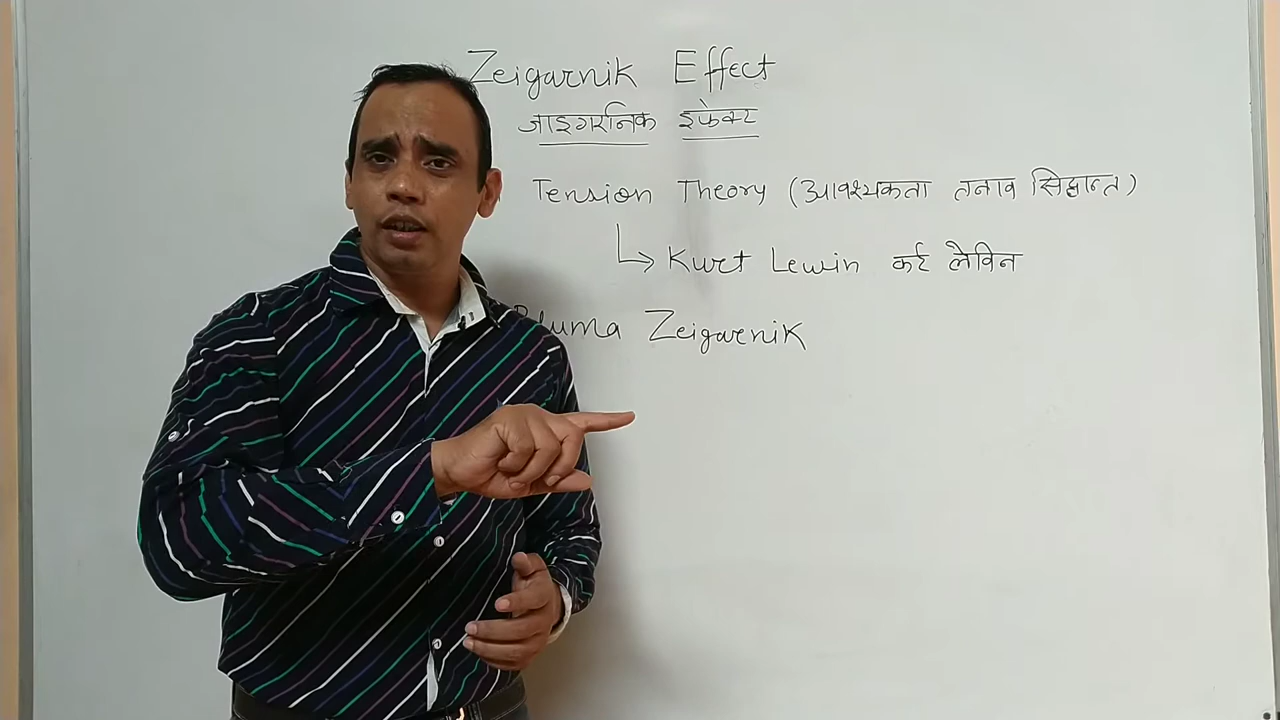 Zeigarnik Effect
जाइगरनिक इफेक्ट
Tension Theory (आवश्यकता तनाव सिद्धान्त)
Kurt Lewin कर्ट लेविन
Bluma Zeigarnik